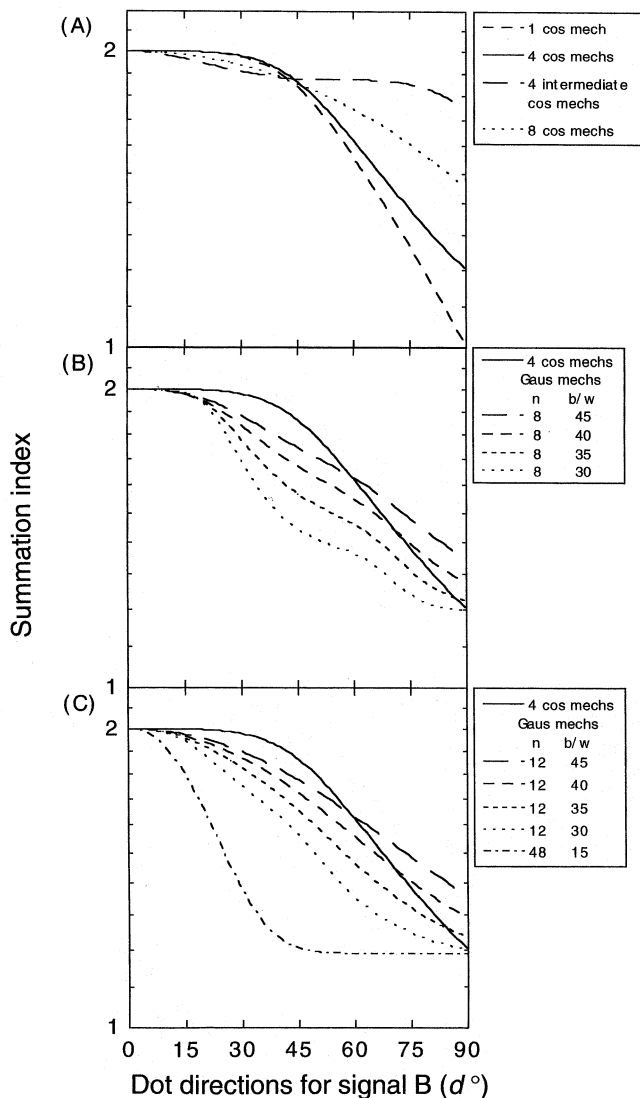 (A)
2
1
1 cos mech
4 cos mechs
4 intermediate
cos mechs
8 cos mechs
(B)
2
1
4 cos mechs
Gaus mechs
n b/w
8 45
8 40
8 35
8 30
Summation index
(C)
2
1
4 cos mechs
Gaus mechs
n b/w
12 45
12 40
12 35
12 30
48 15
0 15 30 45 60 75 90
Dot directions for signal B (d°)